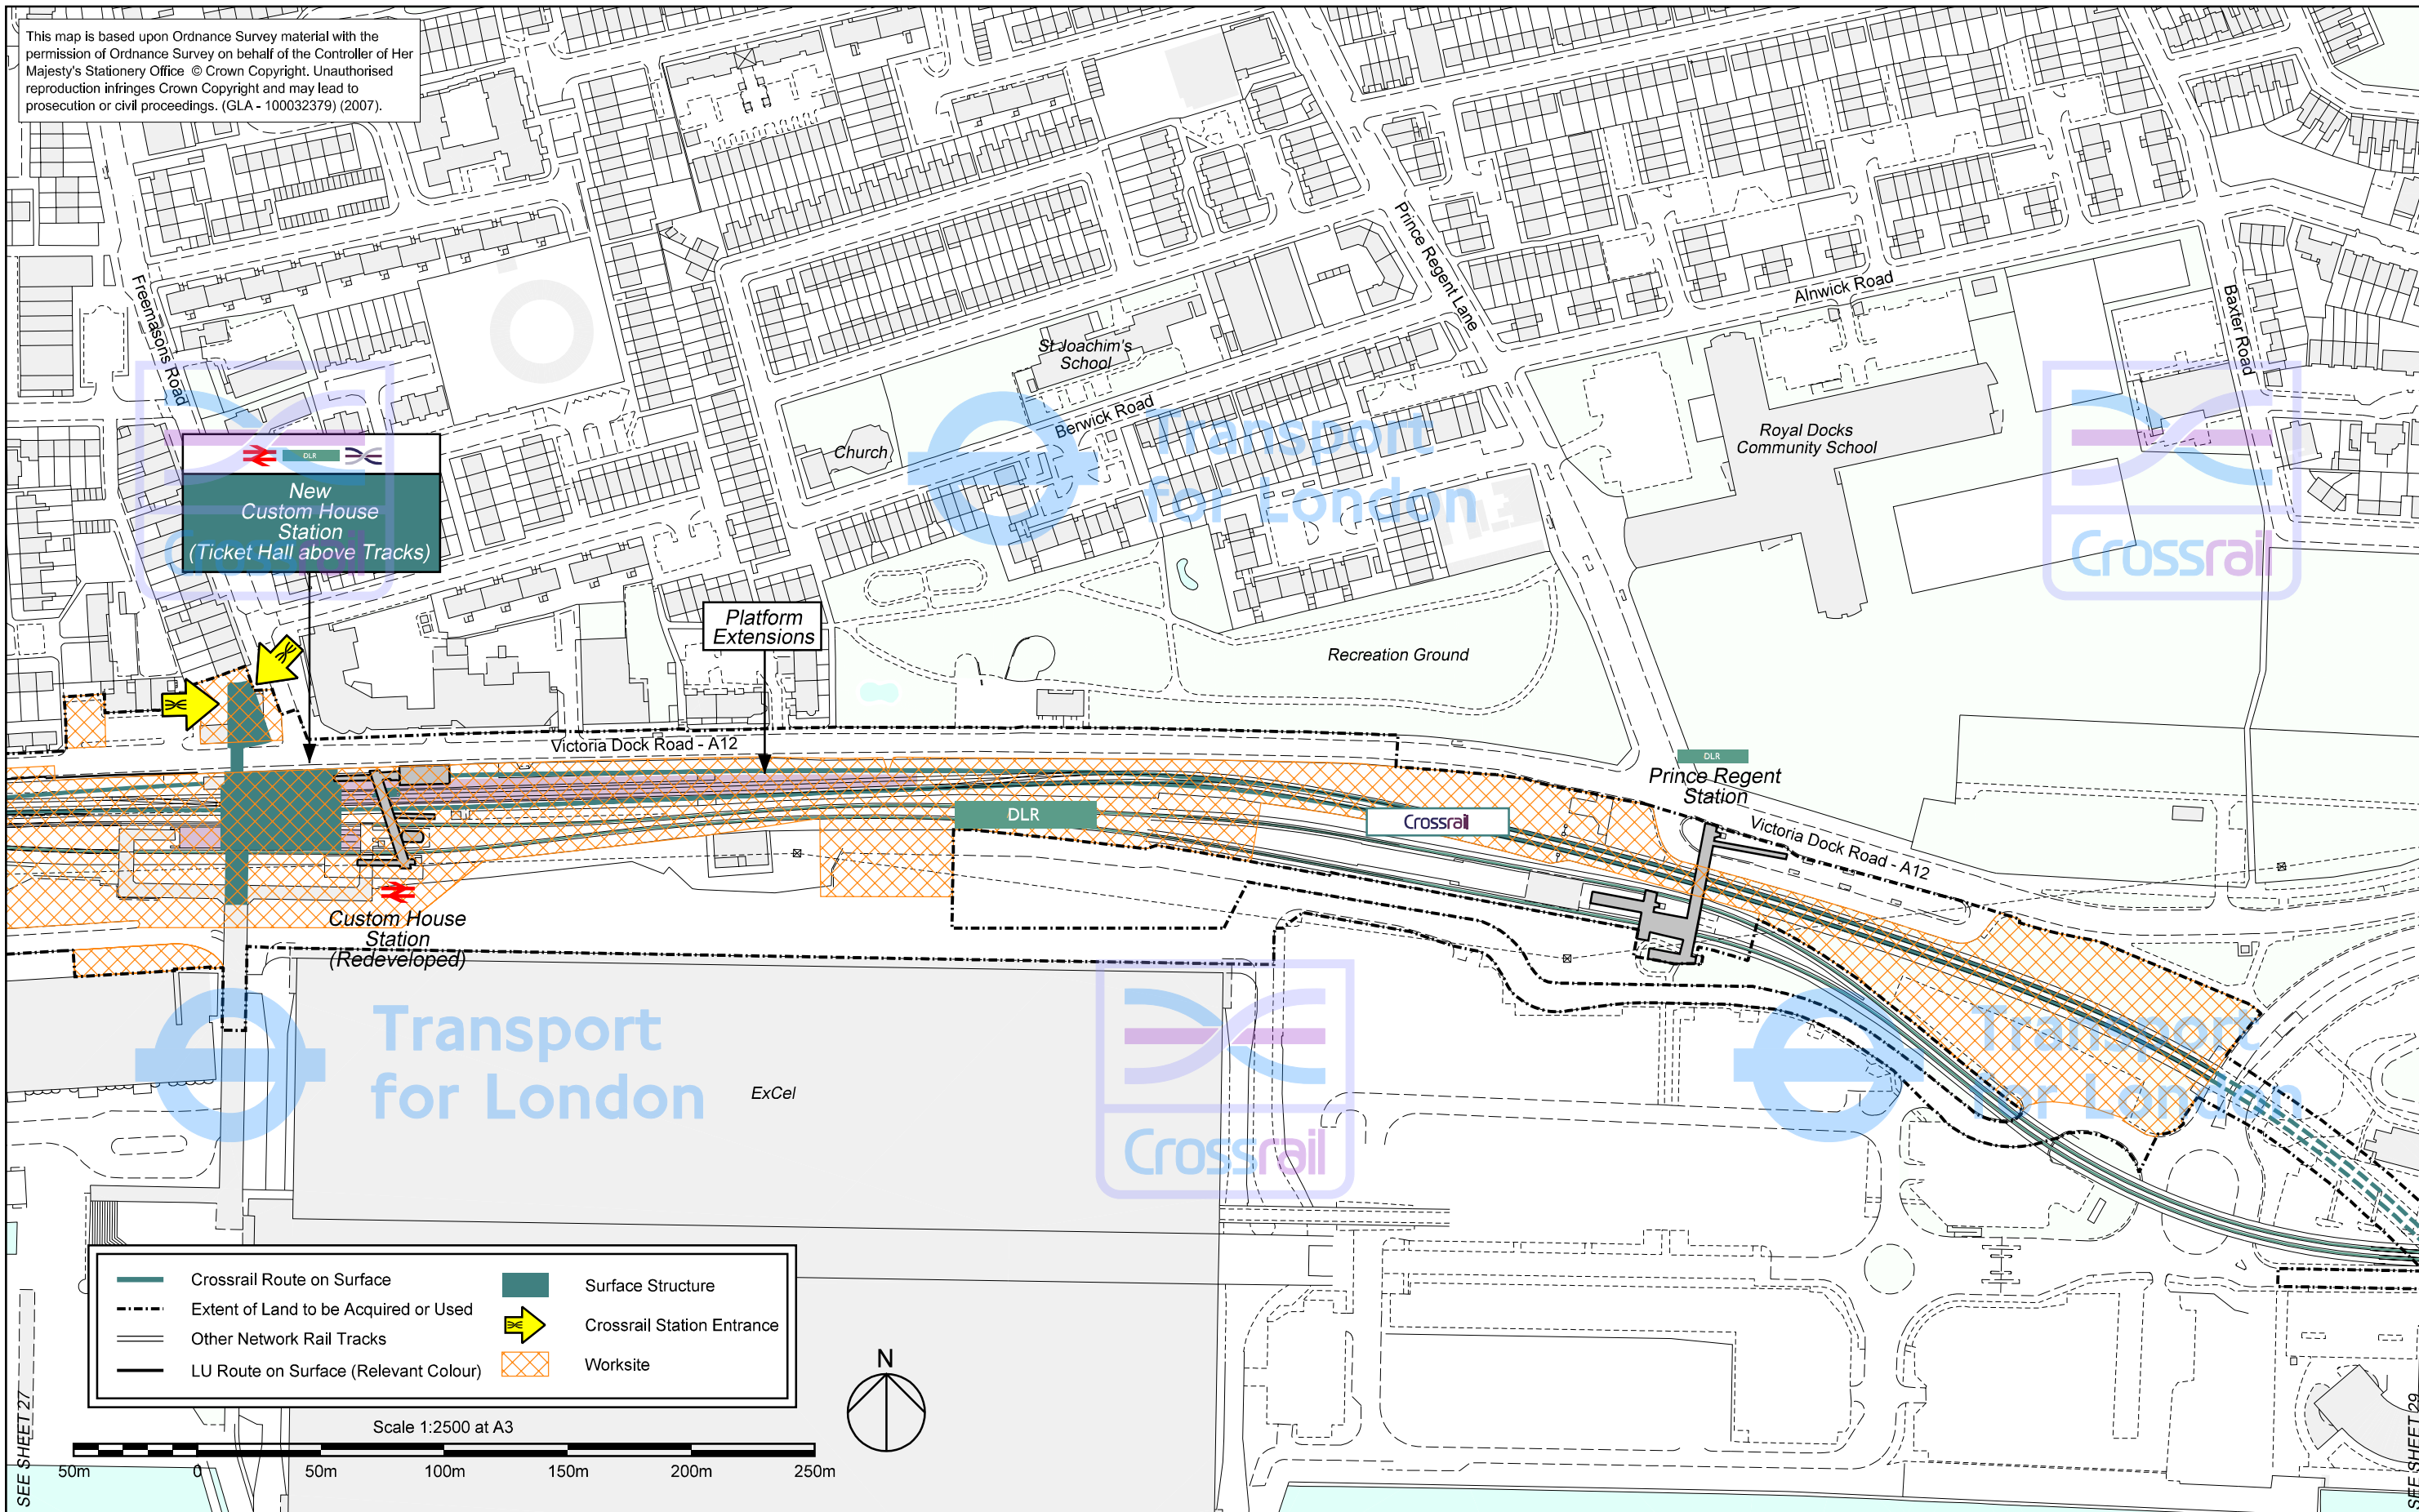 This map is based upon Ordnance Survey material with the
permission of Ordnance Survey on behalf of the Controller of Her
Majesty's Stationery Office © Crown Copyright. Unauthorised
reproduction infringes Crown Copyright and may lead to
prosecution or civil proceedings. (GLA - 100032379) (2007).
Freemasons Road
Prince Regent Lane
Alnwick Road
Baxter Road
St Joachim's
School
Berwick Road
Church
Royal Docks
Community School
Transport
for London
Crossrail
Crossrail
DLR
New
Custom House
Station
(Ticket Hall above Tracks)
Platform
Extensions
Recreation Ground
Victoria Dock Road - A12
DLR
Prince Regent
Station
DLR
Crossrail
Victoria Dock Road - A12
Custom House
Station
(Redeveloped)
Transport
for London
ExCel
Crossrail
Transport
for London
Crossrail Route on Surface
Extent of Land to be Acquired or Used
Other Network Rail Tracks
LU Route on Surface (Relevant Colour)
Surface Structure
Crossrail Station Entrance
Worksite
N
Scale 1:2500 at A3
50m 0 50m 100m 150m 200m 250m
SEE SHEET 27
SEE SHEET 29